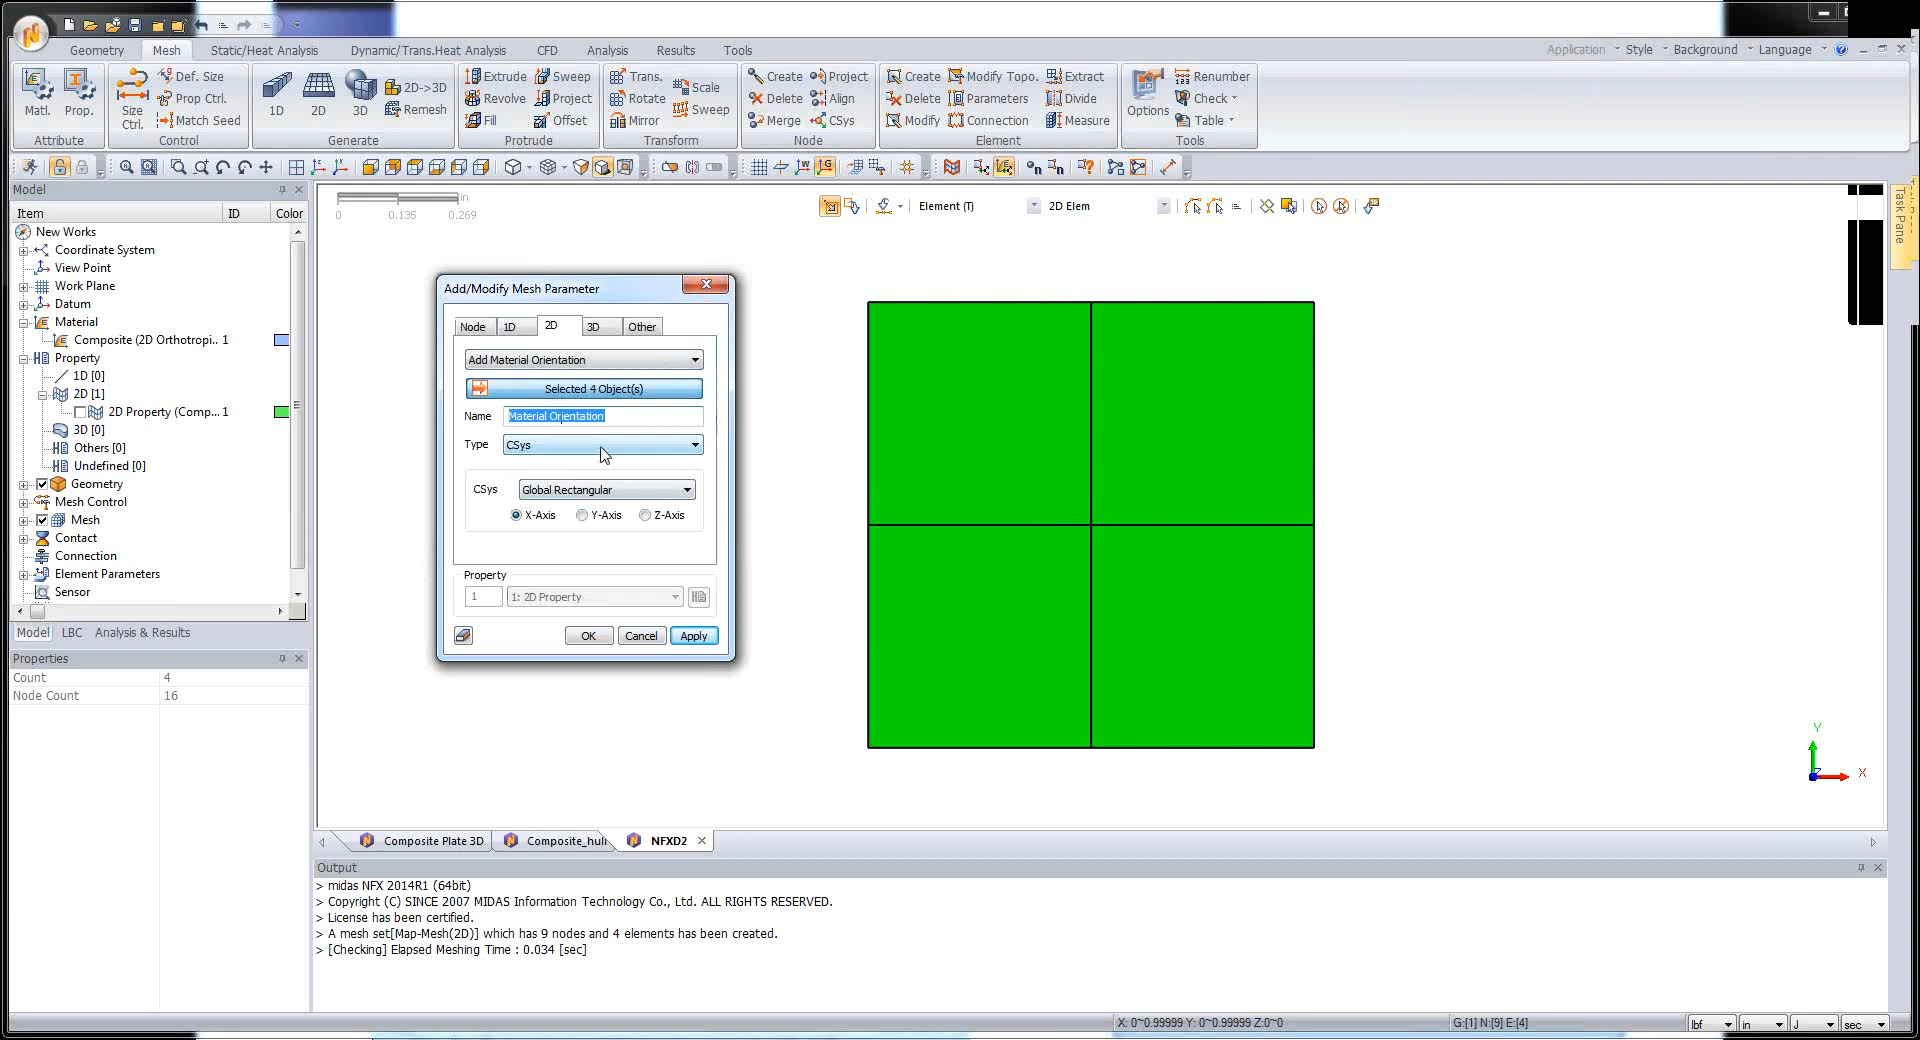 Geometry Mesh Static/Heat Analysis Dynamic/Trans.Heat Analysis CFD Analysis Results Tools Application Style Background Language
Matl. Prop.
Attribute
Size Ctrl.
Def. Size
Prop Ctrl.
Match Seed
Control
1D 2D 3D
2D->3D
Remesh
Generate
Extrude Sweep
Revolve Project
Fill Offset
Protrude
Trans.
Rotate
Mirror
Scale
Sweep
Transform
Create Project
Delete Align
Merge CSys
Node
Create Modify Topo. Extract
Delete Parameters Divide
Modify Connection Measure
Element
Options
Renumber
Check
Table
Tools
Model
Item ID Color
New Works
Coordinate System
View Point
Work Plane
Datum
Material
Composite (2D Orthotropi.. 1
Property
1D [0]
2D [1]
2D Property (Comp... 1
3D [0]
Others [0]
Undefined [0]
Geometry
Mesh Control
Mesh
Contact
Connection
Element Parameters
Sensor
Model LBC Analysis & Results
Properties
Count 4
Node Count 16
in
0 0.135 0.269
Element (T) 2D Elem
Task Pane
Add/Modify Mesh Parameter
Node 1D 2D 3D Other
Add Material Orientation
Selected 4 Object(s)
Name Material Orientation
Type CSys
CSys Global Rectangular
X-Axis Y-Axis Z-Axis
Property
1 1: 2D Property
OK Cancel Apply
Y
Z
X
Composite Plate 3D Composite_hull NFXD2
Output
> midas NFX 2014R1 (64bit)
> Copyright (C) SINCE 2007 MIDAS Information Technology Co., Ltd. ALL RIGHTS RESERVED.
> License has been certified.
> A mesh set[Map-Mesh(2D)] which has 9 nodes and 4 elements has been created.
> [Checking] Elapsed Meshing Time : 0.034 [sec]
X: 0~0.99999 Y: 0~0.99999 Z:0~0 G:[1] N:[9] E:[4] lbf in J sec